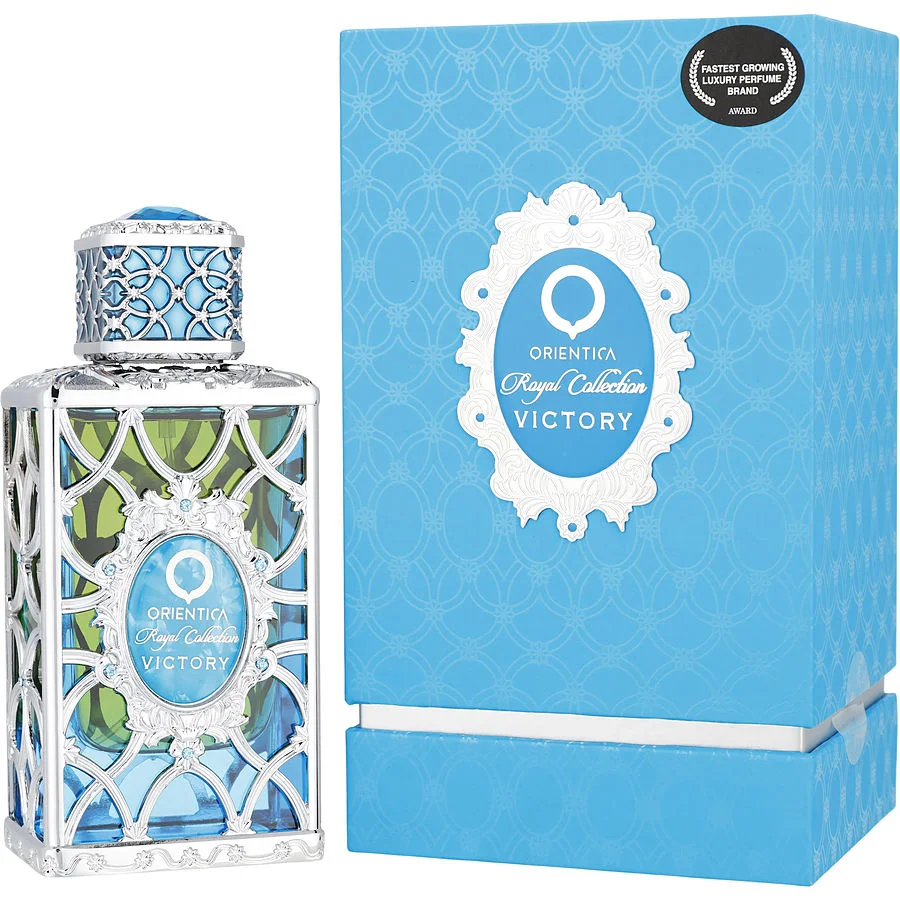 FASTEST GROWING
LUXURY PERFUME
BRAND
AWARD
ORIENTICA
Royal Collection
VICTORY
ORIENTICA
Royal Collection
VICTORY